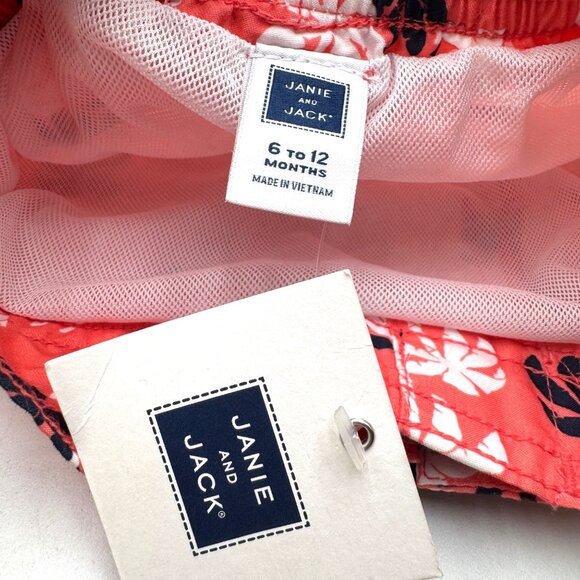 JANIE
AND
JACK®
6 TO 12
MONTHS
MADE IN VIETNAM
JANIE
AND
JACK®